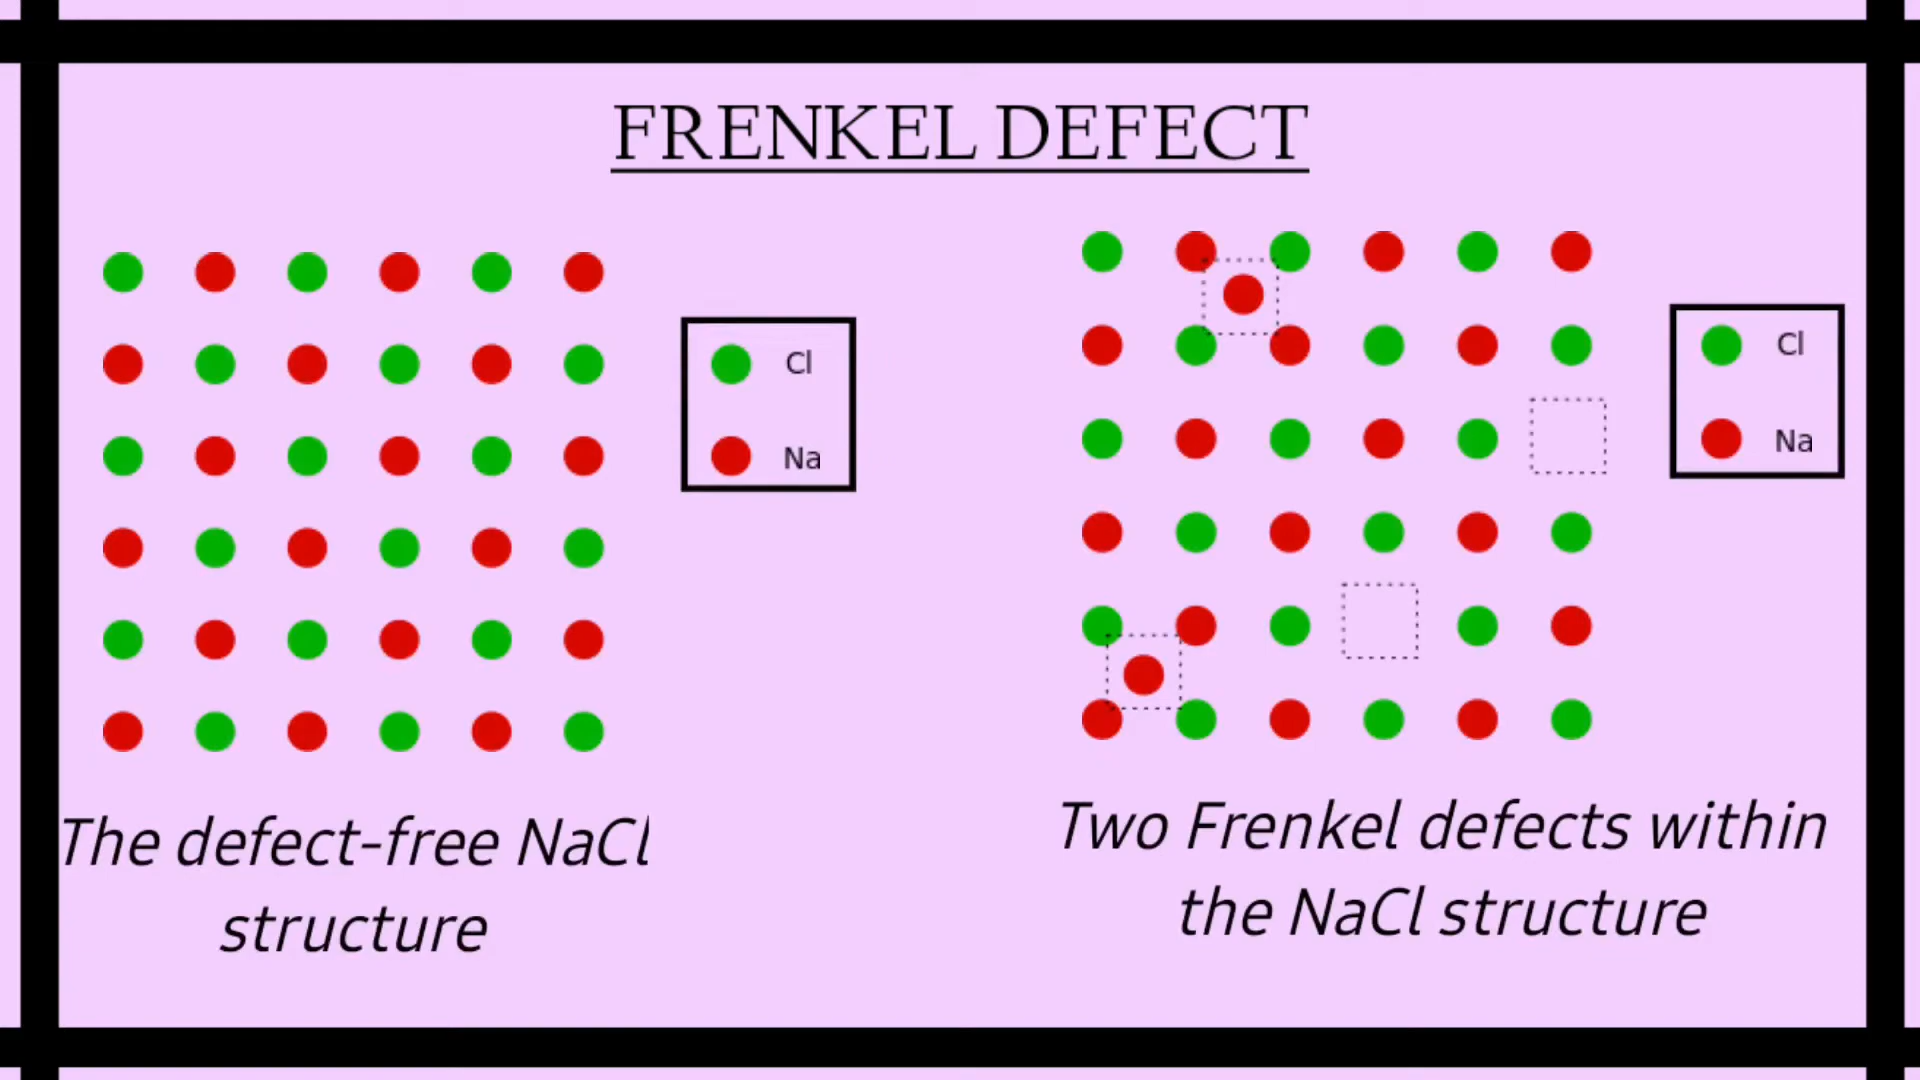 FRENKEL DEFECT
Cl
Na
Cl
Na
The defect-free NaCl
structure
Two Frenkel defects within
the NaCl structure